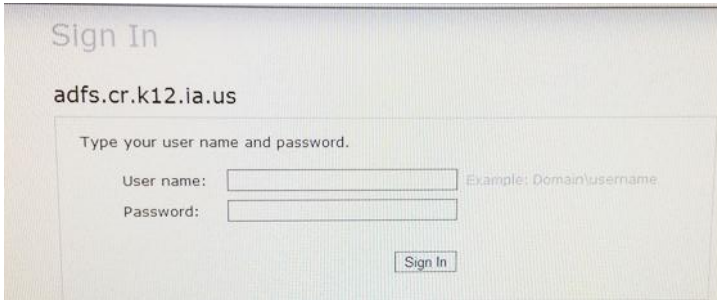 Sign In
adfs.cr.k12.ia.us
Type your user name and password.
User name: Example: Domain\username
Password:
Sign In